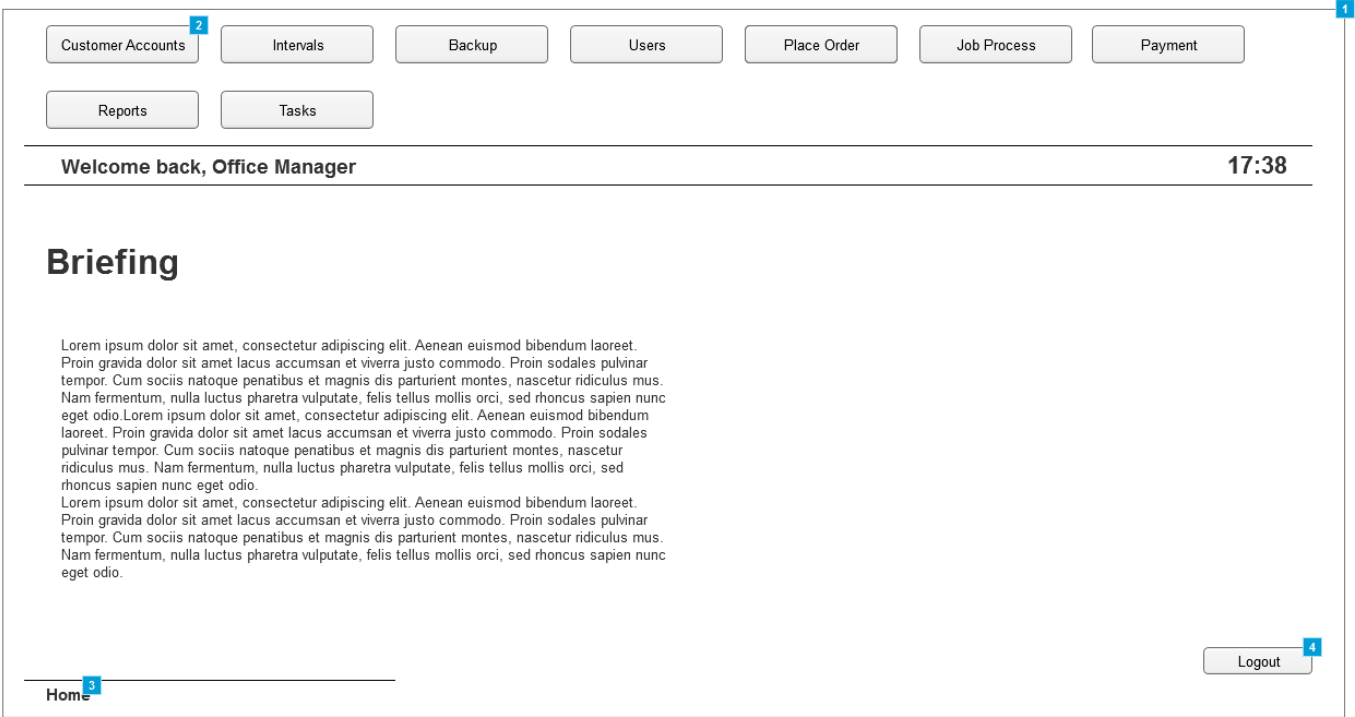 1
2
Customer Accounts Intervals Backup Users Place Order Job Process Payment
Reports Tasks
Welcome back, Office Manager 17:38
Briefing
Lorem ipsum dolor sit amet, consectetur adipiscing elit. Aenean euismod bibendum laoreet.
Proin gravida dolor sit amet lacus accumsan et viverra justo commodo. Proin sodales pulvinar
tempor. Cum sociis natoque penatibus et magnis dis parturient montes, nascetur ridiculus mus.
Nam fermentum, nulla luctus pharetra vulputate, felis tellus mollis orci, sed rhoncus sapien nunc
eget odio.Lorem ipsum dolor sit amet, consectetur adipiscing elit. Aenean euismod bibendum
laoreet. Proin gravida dolor sit amet lacus accumsan et viverra justo commodo. Proin sodales
pulvinar tempor. Cum sociis natoque penatibus et magnis dis parturient montes, nascetur
ridiculus mus. Nam fermentum, nulla luctus pharetra vulputate, felis tellus mollis orci, sed
rhoncus sapien nunc eget odio.
Lorem ipsum dolor sit amet, consectetur adipiscing elit. Aenean euismod bibendum laoreet.
Proin gravida dolor sit amet lacus accumsan et viverra justo commodo. Proin sodales pulvinar
tempor. Cum sociis natoque penatibus et magnis dis parturient montes, nascetur ridiculus mus.
Nam fermentum, nulla luctus pharetra vulputate, felis tellus mollis orci, sed rhoncus sapien nunc
eget odio.
4
Logout
3
Home